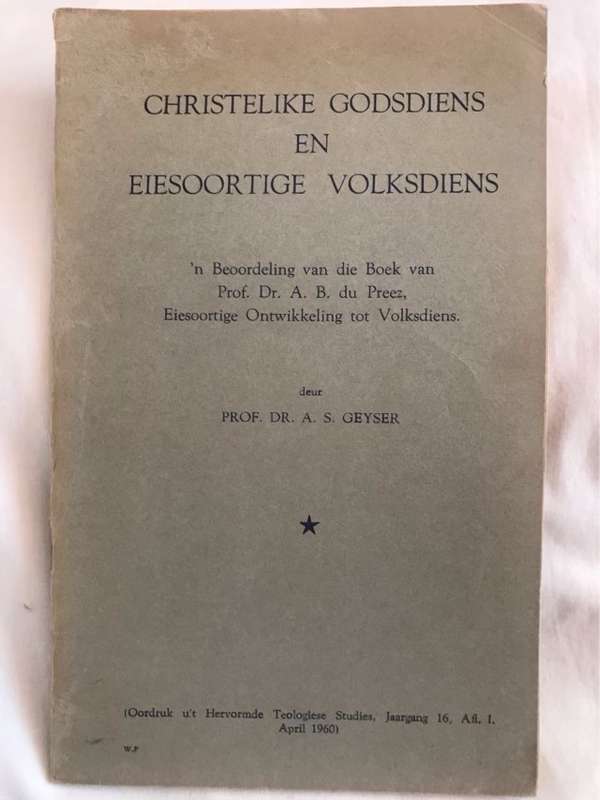 CHRISTELIKE GODSDIENS
EN
EIESOORTIGE VOLKSDIENS
'n Beoordeling van die Boek van
Prof. Dr. A. B. du Preez,
Eiesoortige Ontwikkeling tot Volksdiens.
deur
PROF. DR. A. S. GEYSER
(Oordruk u't Hervormde Teologiese Studies, Jaargang 16, Afl. I.
April 1960)
W.P